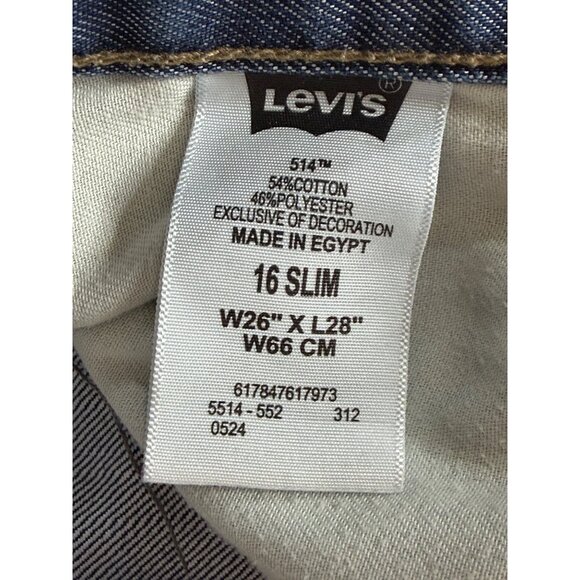 LEVI'S®
514™
54%COTTON
46%POLYESTER
EXCLUSIVE OF DECORATION
MADE IN EGYPT
16 SLIM
W26" X L28"
W66 CM
617847617973
5514 - 552 312
0524